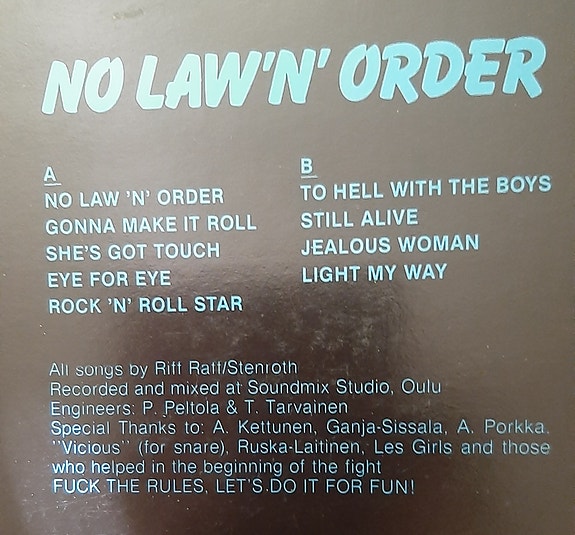 NO LAW'N' ORDER
A
NO LAW 'N' ORDER
GONNA MAKE IT ROLL
SHE'S GOT TOUCH
EYE FOR EYE
ROCK 'N' ROLL STAR
B
TO HELL WITH THE BOYS
STILL ALIVE
JEALOUS WOMAN
LIGHT MY WAY
All songs by Riff Raff/Stenroth
Recorded and mixed at Soundmix Studio, Oulu
Engineers: P. Peltola & T. Tarvainen
Special Thanks to: A. Kettunen, Ganja-Sissala, A. Porkka,
"Vicious" (for snare), Ruska-Laitinen, Les Girls and those
who helped in the beginning of the fight
FUCK THE RULES, LET'S DO IT FOR FUN!